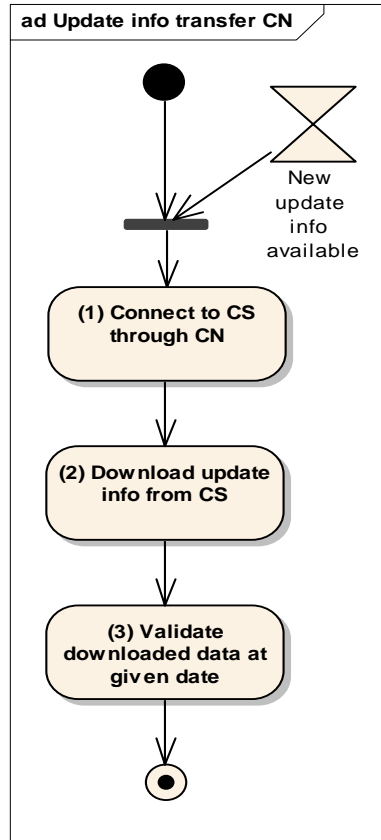 ad Update info transfer CN
New
update
info
available
(1) Connect to CS
through CN
(2) Download update
info from CS
(3) Validate
downloaded data at
given date